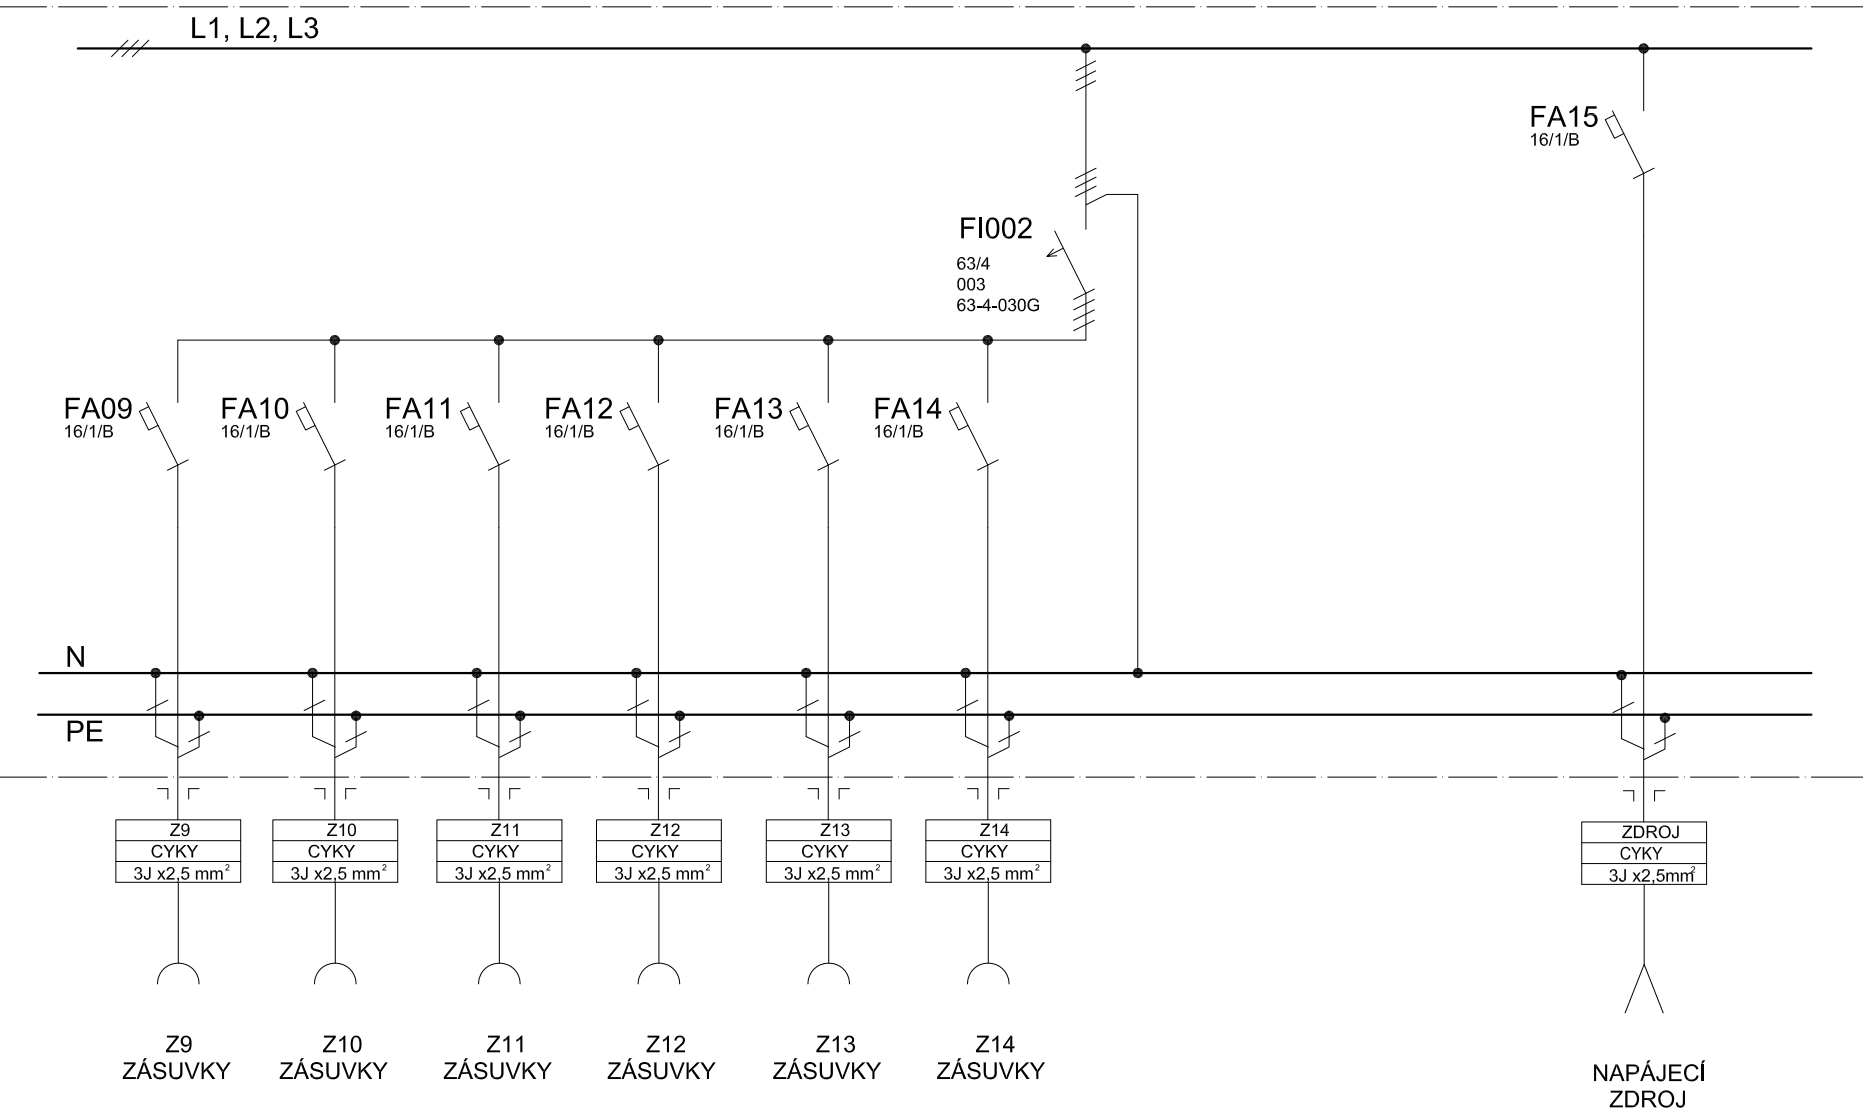 L1, L2, L3
FA15
16/1/B
FI002
63/4
003
63-4-030G
FA09
16/1/B
FA10
16/1/B
FA11
16/1/B
FA12
16/1/B
FA13
16/1/B
FA14
16/1/B
N
PE
Z9
CYKY
3J x2,5 mm²
Z10
CYKY
3J x2,5 mm²
Z11
CYKY
3J x2,5 mm²
Z12
CYKY
3J x2,5 mm²
Z13
CYKY
3J x2,5 mm²
Z14
CYKY
3J x2,5 mm²
ZDROJ
CYKY
3J x2,5mm²
Z9
ZÁSUVKY
Z10
ZÁSUVKY
Z11
ZÁSUVKY
Z12
ZÁSUVKY
Z13
ZÁSUVKY
Z14
ZÁSUVKY
NAPÁJECÍ
ZDROJ